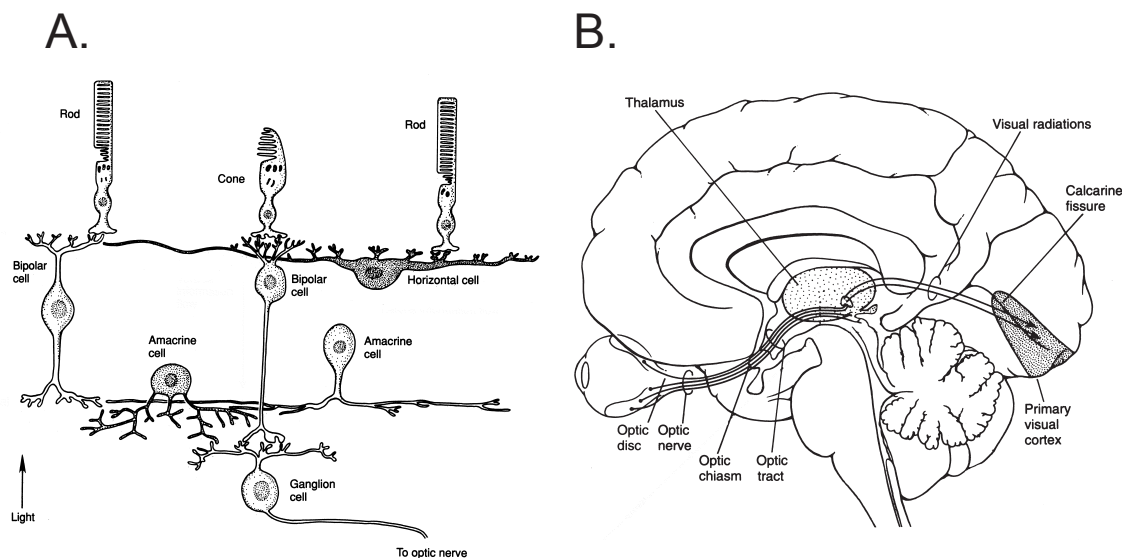 A.
B.
Rod
Rod
Cone
Bipolar
cell
Bipolar
cell
Horizontal cell
Amacrine
cell
Amacrine
cell
Ganglion
cell
Light
To optic nerve
Thalamus
Visual radiations
Calcarine
fissure
Optic
disc
Optic
nerve
Optic
chiasm
Optic
tract
Primary
visual
cortex